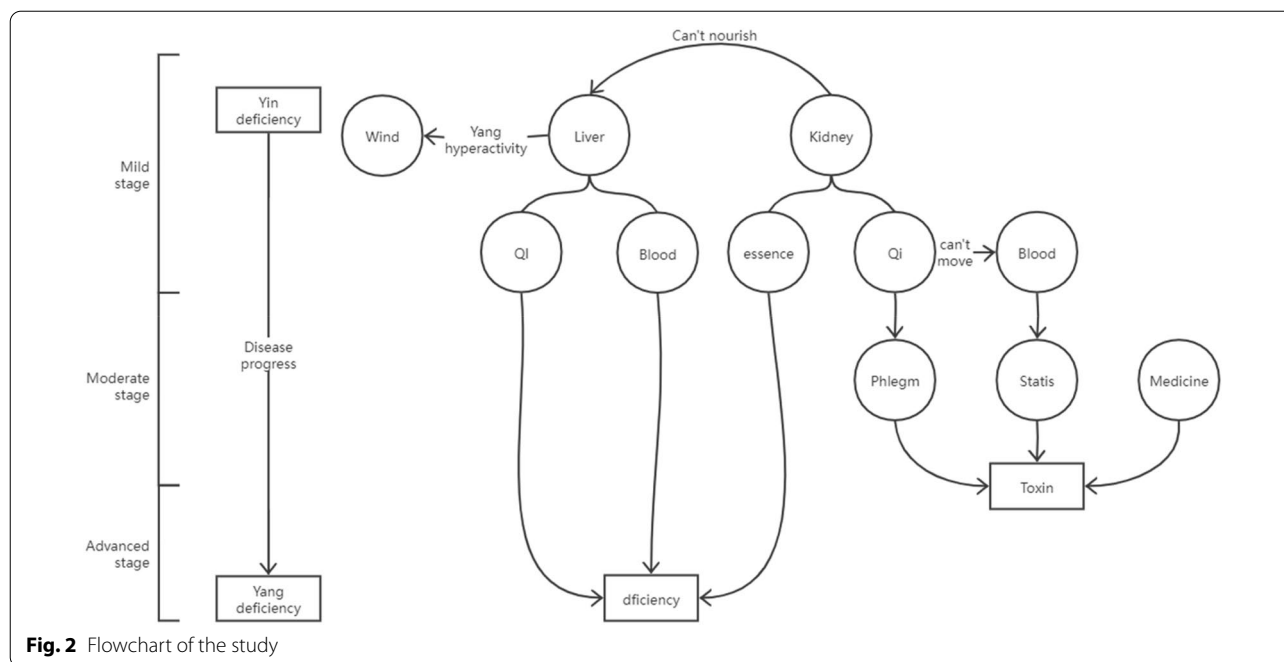 Can't nourish
Yin
deficiency
Wind
Yang
hyperactivity
Liver
Kidney
Mild
stage
QI
Blood
essence
Qi
can't
move
Blood
Disease
progress
Moderate
stage
Phlegm
Statis
Medicine
Toxin
Advanced
stage
Yang
deficiency
dficiency
Fig. 2 Flowchart of the study